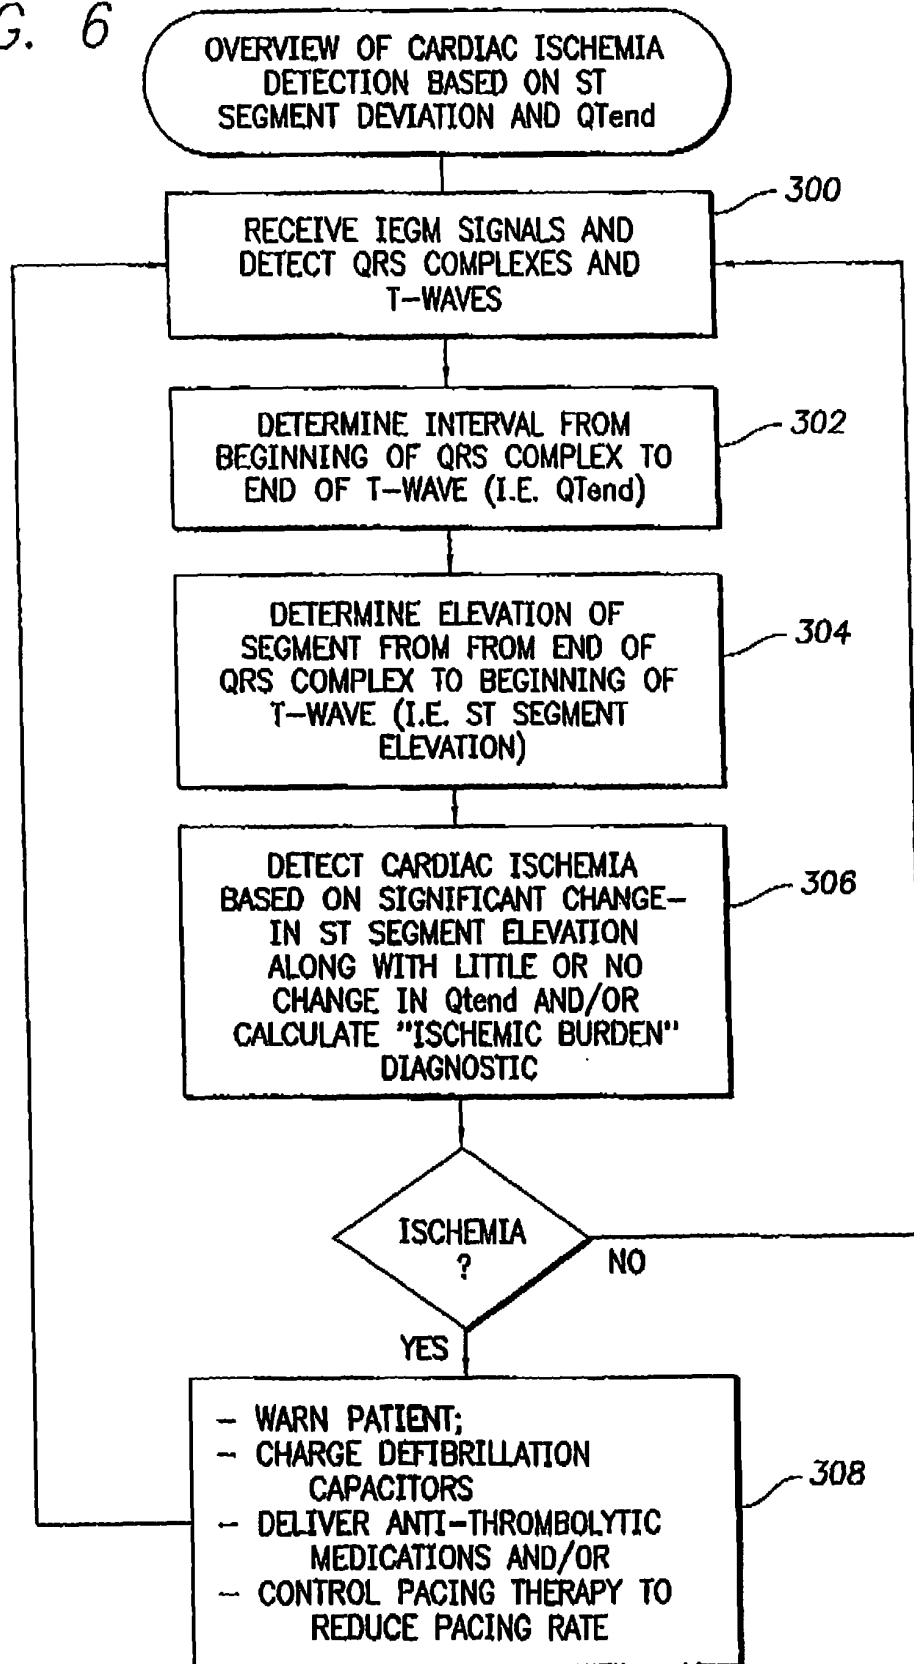 G. 6
OVERVIEW OF CARDIAC ISCHEMIA
DETECTION BASED ON ST
SEGMENT DEVIATION AND QTend
300
RECEIVE IEGM SIGNALS AND
DETECT QRS COMPLEXES AND
T-WAVES
302
DETERMINE INTERVAL FROM
BEGINNING OF QRS COMPLEX TO
END OF T-WAVE (I.E. QTend)
304
DETERMINE ELEVATION OF
SEGMENT FROM FROM END OF
QRS COMPLEX TO BEGINNING OF
T-WAVE (I.E. ST SEGMENT
ELEVATION)
306
DETECT CARDIAC ISCHEMIA
BASED ON SIGNIFICANT CHANGE-
IN ST SEGMENT ELEVATION
ALONG WITH LITTLE OR NO
CHANGE IN Qtend AND/OR
CALCULATE "ISCHEMIC BURDEN"
DIAGNOSTIC
ISCHEMIA
?
NO
YES
308
- WARN PATIENT;
- CHARGE DEFIBRILLATION
CAPACITORS
- DELIVER ANTI-THROMBOLYTIC
MEDICATIONS AND/OR
- CONTROL PACING THERAPY TO
REDUCE PACING RATE